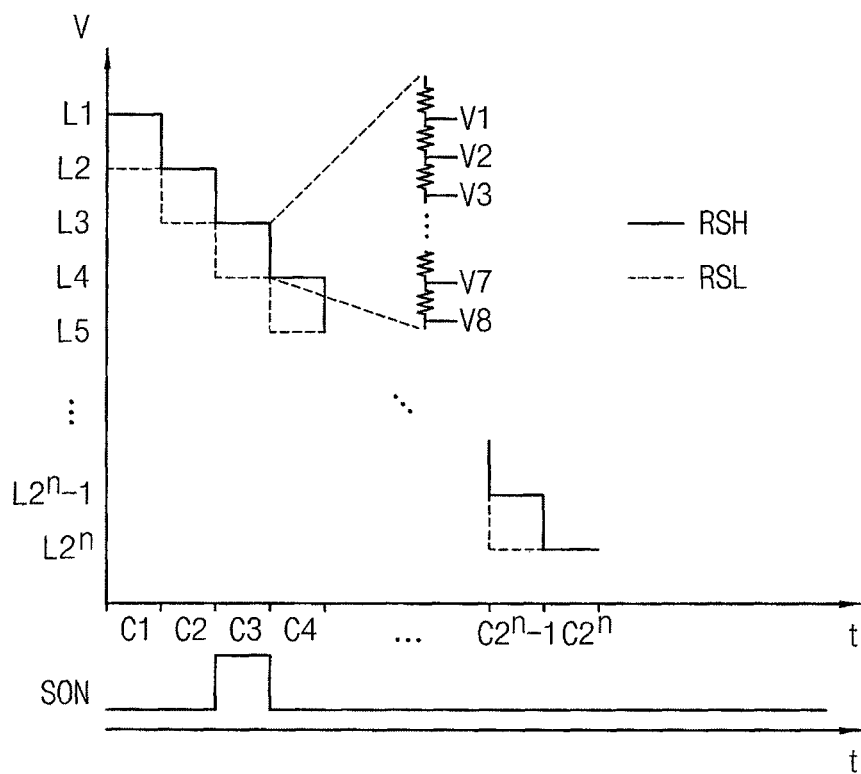 V
L1
L2
L3
L4
L5
⋮
L2ⁿ-1
L2ⁿ
V1
V2
V3
⋮
V7
V8
RSH
RSL
⋱
C1 C2 C3 C4 ... C2ⁿ-1 C2ⁿ t
SON
t